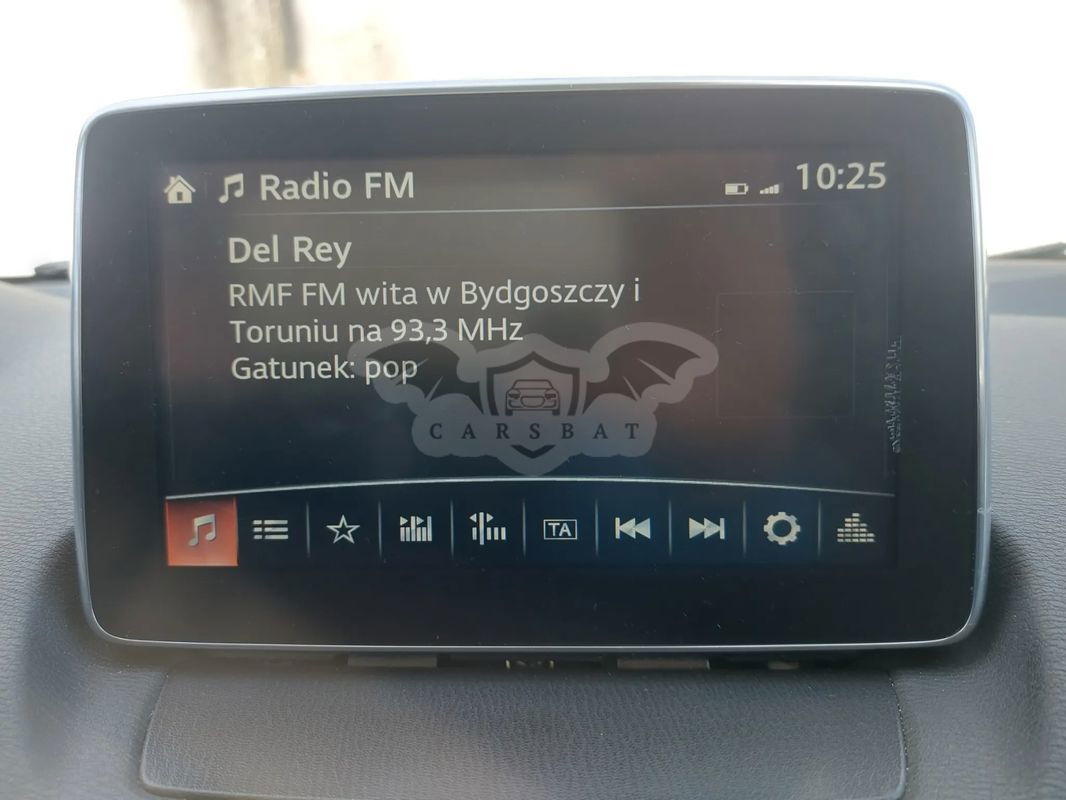 Radio FM
10:25
Del Rey
RMF FM wita w Bydgoszczy i
Toruniu na 93,3 MHz
Gatunek: pop
CARSBAT
TA